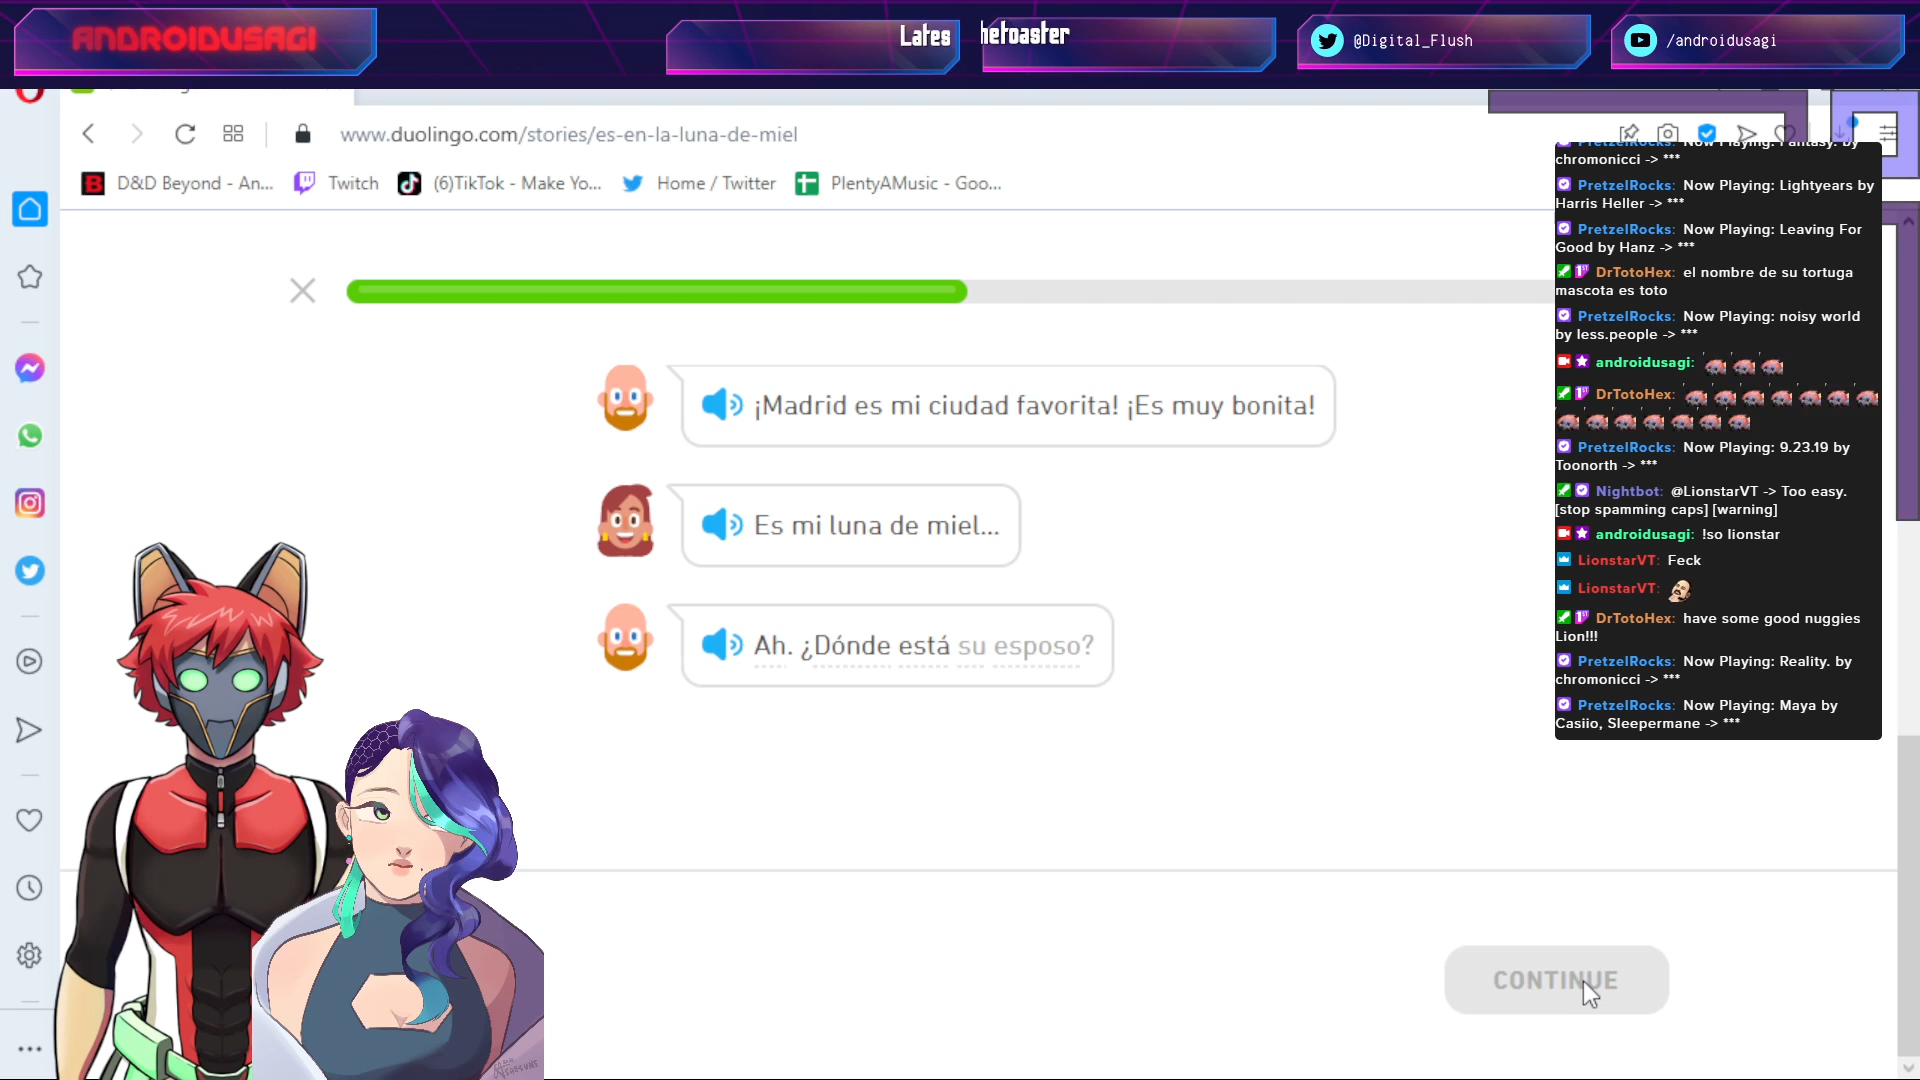 ANDROIDUSAGI
Lates
hetoaster
@Digital_Flush
/androidusagi
www.duolingo.com/stories/es-en-la-luna-de-miel
D&D Beyond - An...
Twitch
(6)TikTok - Make Yo...
Home / Twitter
PlentyAMusic - Goo...
¡Madrid es mi ciudad favorita! ¡Es muy bonita!
Es mi luna de miel...
Ah. ¿Dónde está su esposo?
CONTINUE
PretzelRocks: Now Playing: Fantasy. by
chromonicci -> ***
PretzelRocks: Now Playing: Lightyears by
Harris Heller -> ***
PretzelRocks: Now Playing: Leaving For
Good by Hanz -> ***
DrTotoHex: el nombre de su tortuga
mascota es toto
PretzelRocks: Now Playing: noisy world
by less.people -> ***
androidusagi:
DrTotoHex:
PretzelRocks: Now Playing: 9.23.19 by
Toonorth -> ***
Nightbot: @LionstarVT -> Too easy.
[stop spamming caps] [warning]
androidusagi: !so lionstar
LionstarVT: Feck
LionstarVT:
DrTotoHex: have some good nuggies
Lion!!!
PretzelRocks: Now Playing: Reality. by
chromonicci -> ***
PretzelRocks: Now Playing: Maya by
Casiio, Sleepermane -> ***